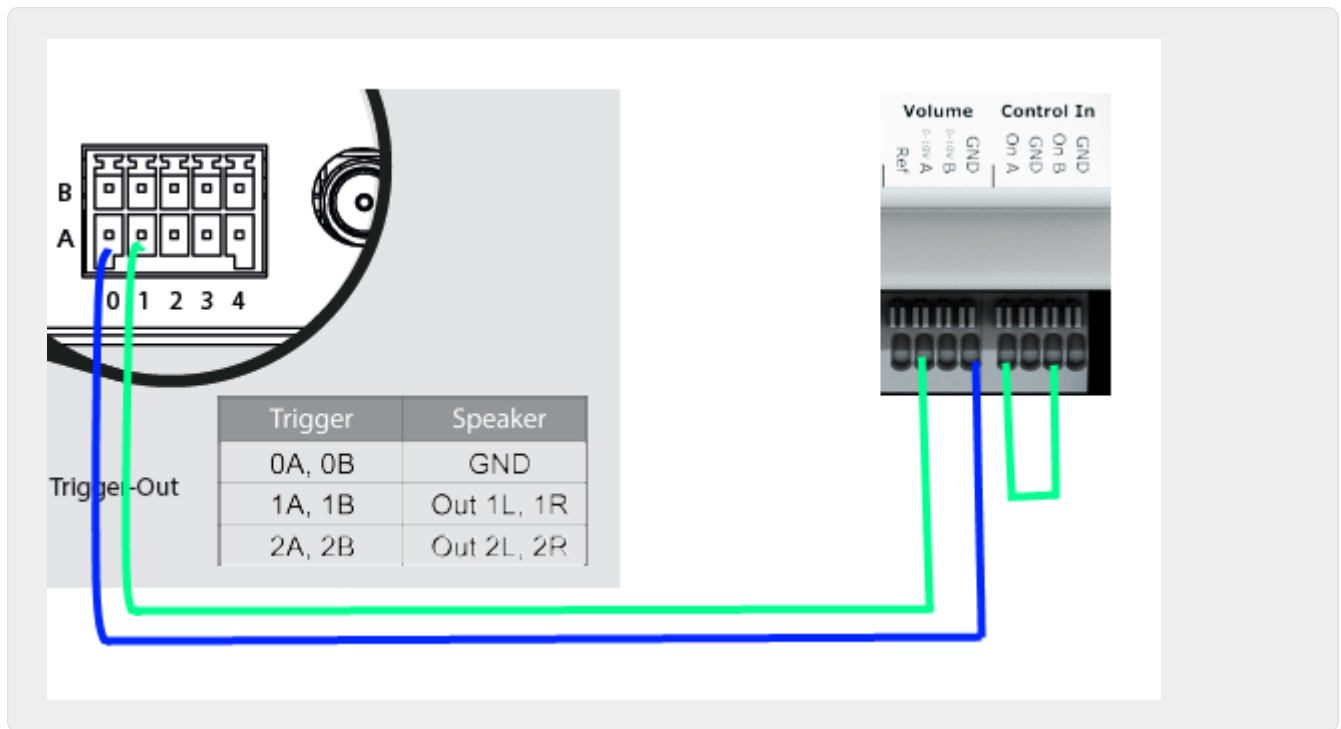 Volume Control In
Ref 0-10V A 0-10V B GND On A GND On B GND
B
A
0 1 2 3 4
Trigger Speaker
0A, 0B GND
Trigger-Out
1A, 1B Out 1L, 1R
2A, 2B Out 2L, 2R